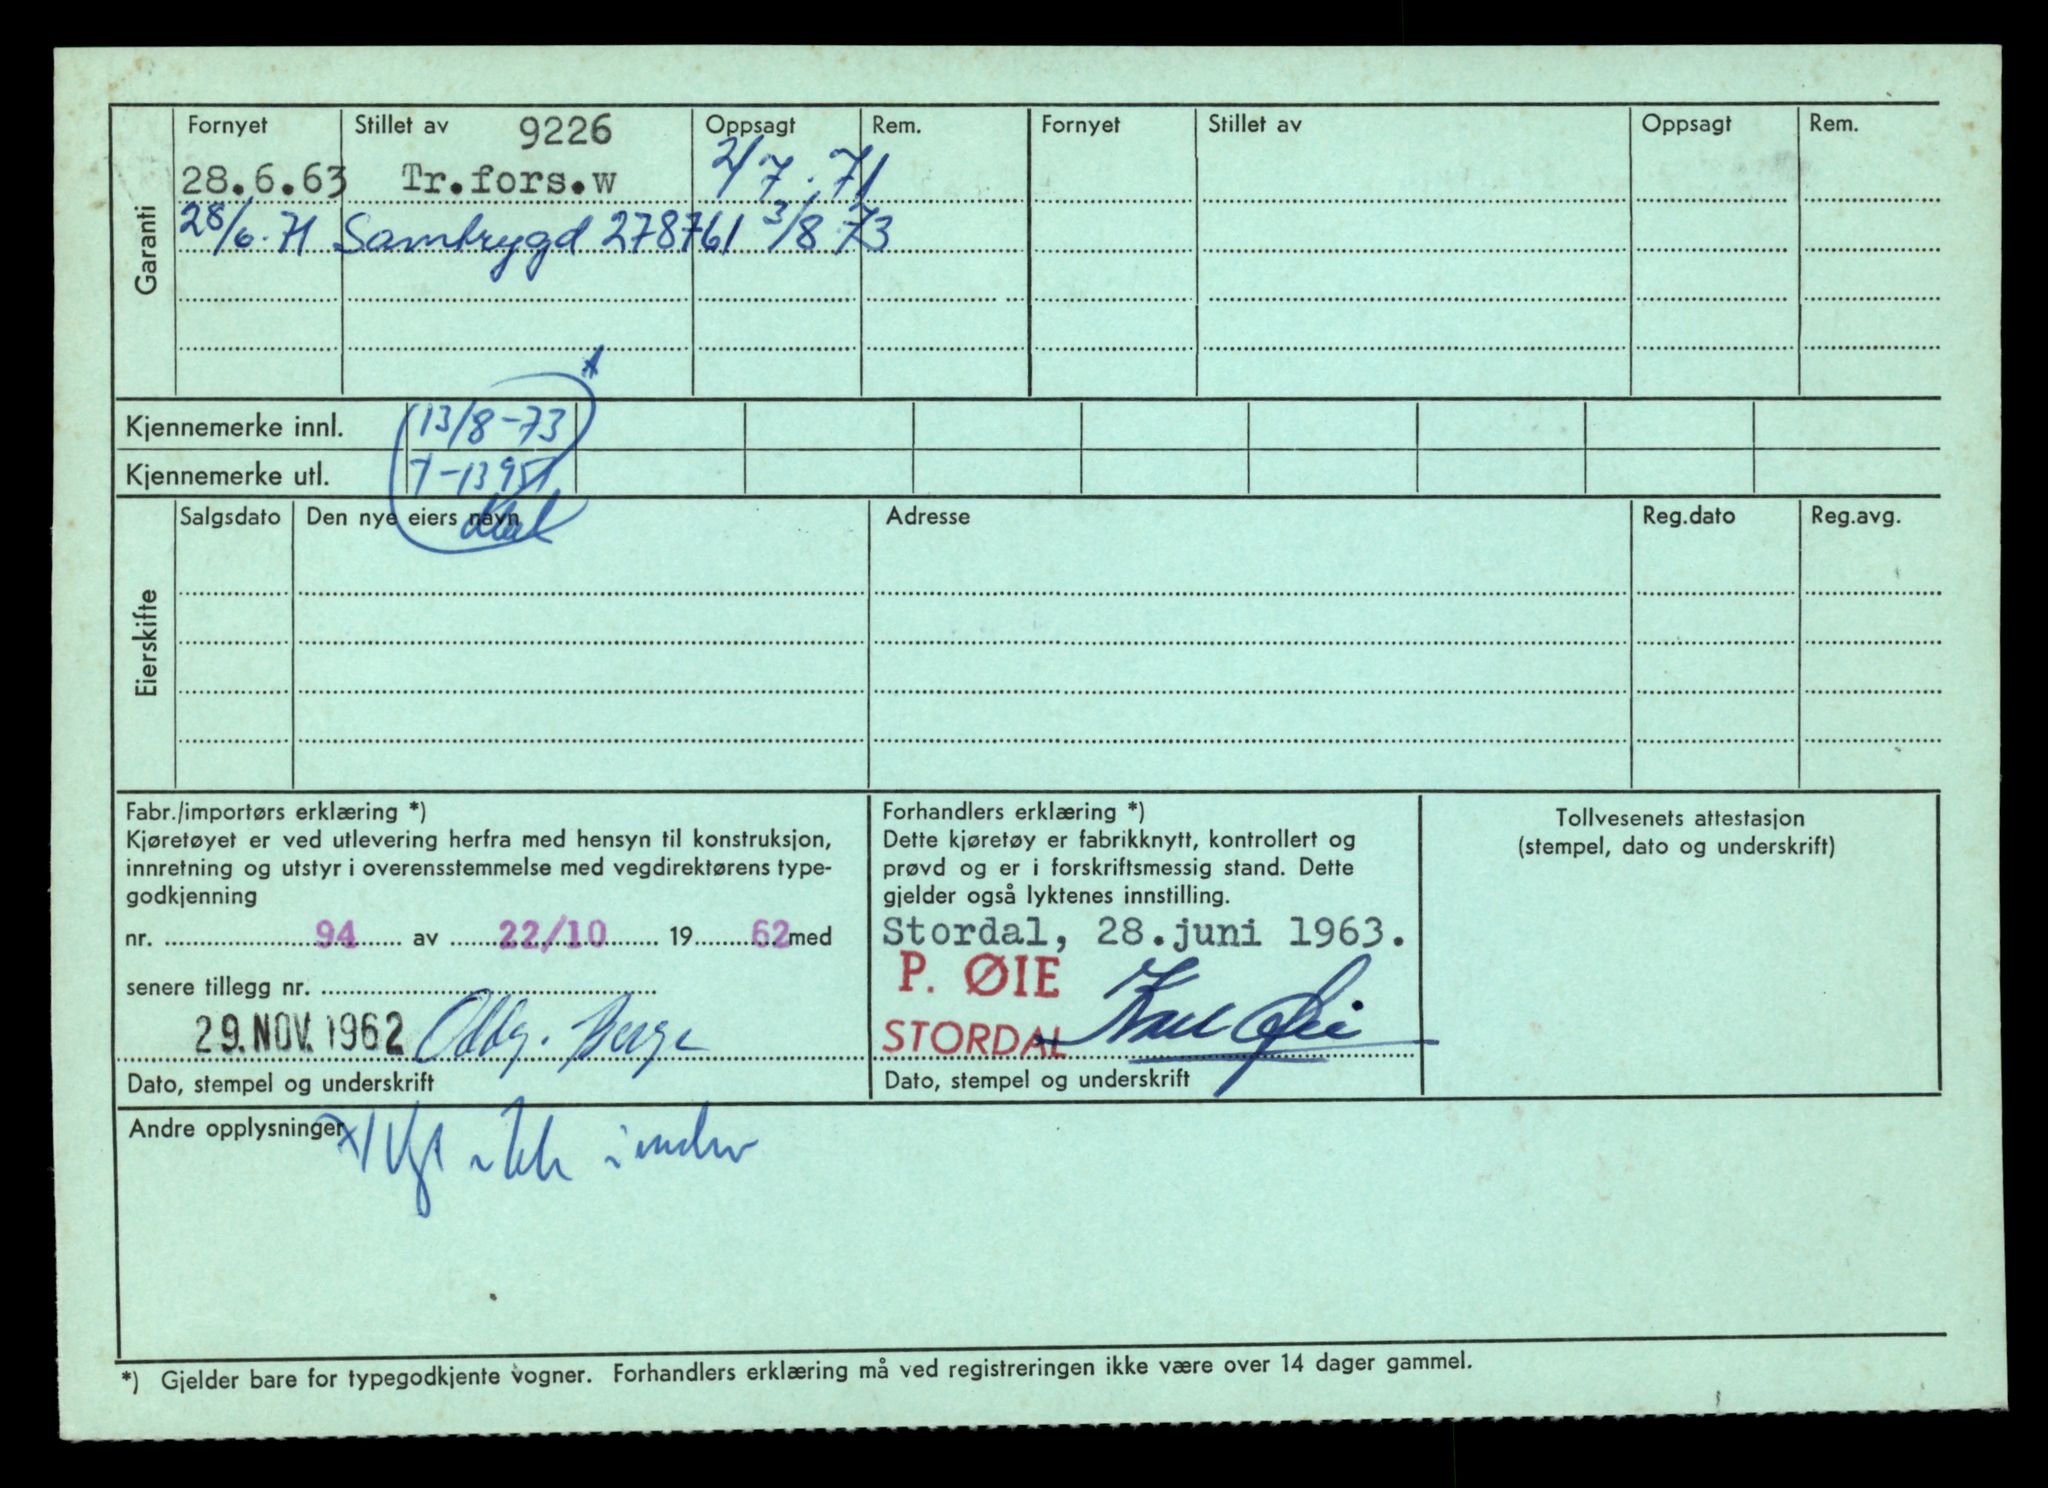 Garanti
Fornyet Stillet av 9226 Oppsagt Rem. Fornyet Stillet av Oppsagt Rem.
28.6.63 Tr.fors.w 2/7.71
28/6.71 Sambrygd 278761 3/8 73
Kjennemerke innl. 13/8-73
Kjennemerke utl. T-13951
Eierskifte
Salgsdato Den nye eiers navn Adresse Reg.dato Reg.avg.
Fabr./importørs erklæring *)
Kjøretøyet er ved utlevering herfra med hensyn til konstruksjon,
innretning og utstyr i overensstemmelse med vegdirektørens type-
godkjenning
nr. 94 av 22/10 19 62 med
senere tillegg nr.
29. NOV. 1962
Dato, stempel og underskrift
Forhandlers erklæring *)
Dette kjøretøy er fabrikknytt, kontrollert og
prøvd og er i forskriftsmessig stand. Dette
gjelder også lyktenes innstilling.
Stordal, 28.juni 1963.
P. ØIE
STORDAL Karl Øie
Dato, stempel og underskrift
Tollvesenets attestasjon
(stempel, dato og underskrift)
Andre opplysninger
*) Gjelder bare for typegodkjente vogner. Forhandlers erklæring må ved registreringen ikke være over 14 dager gammel.